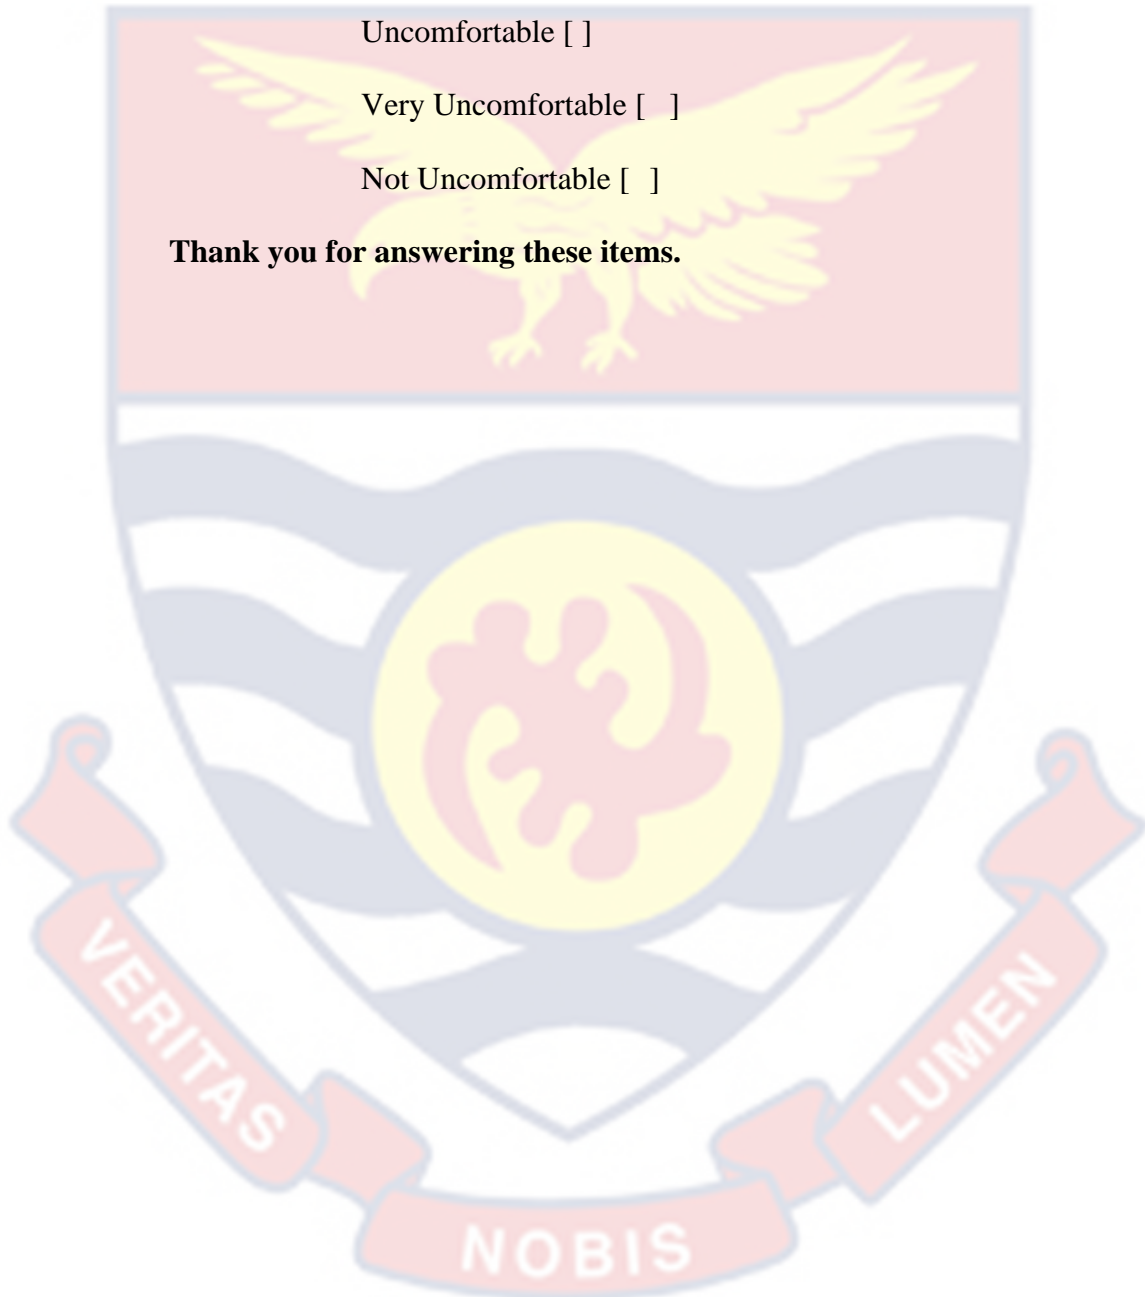 Uncomfortable [ ]
Very Uncomfortable [  ]
Not Uncomfortable [  ]
Thank you for answering these items.
VERITAS
NOBIS
LUMEN